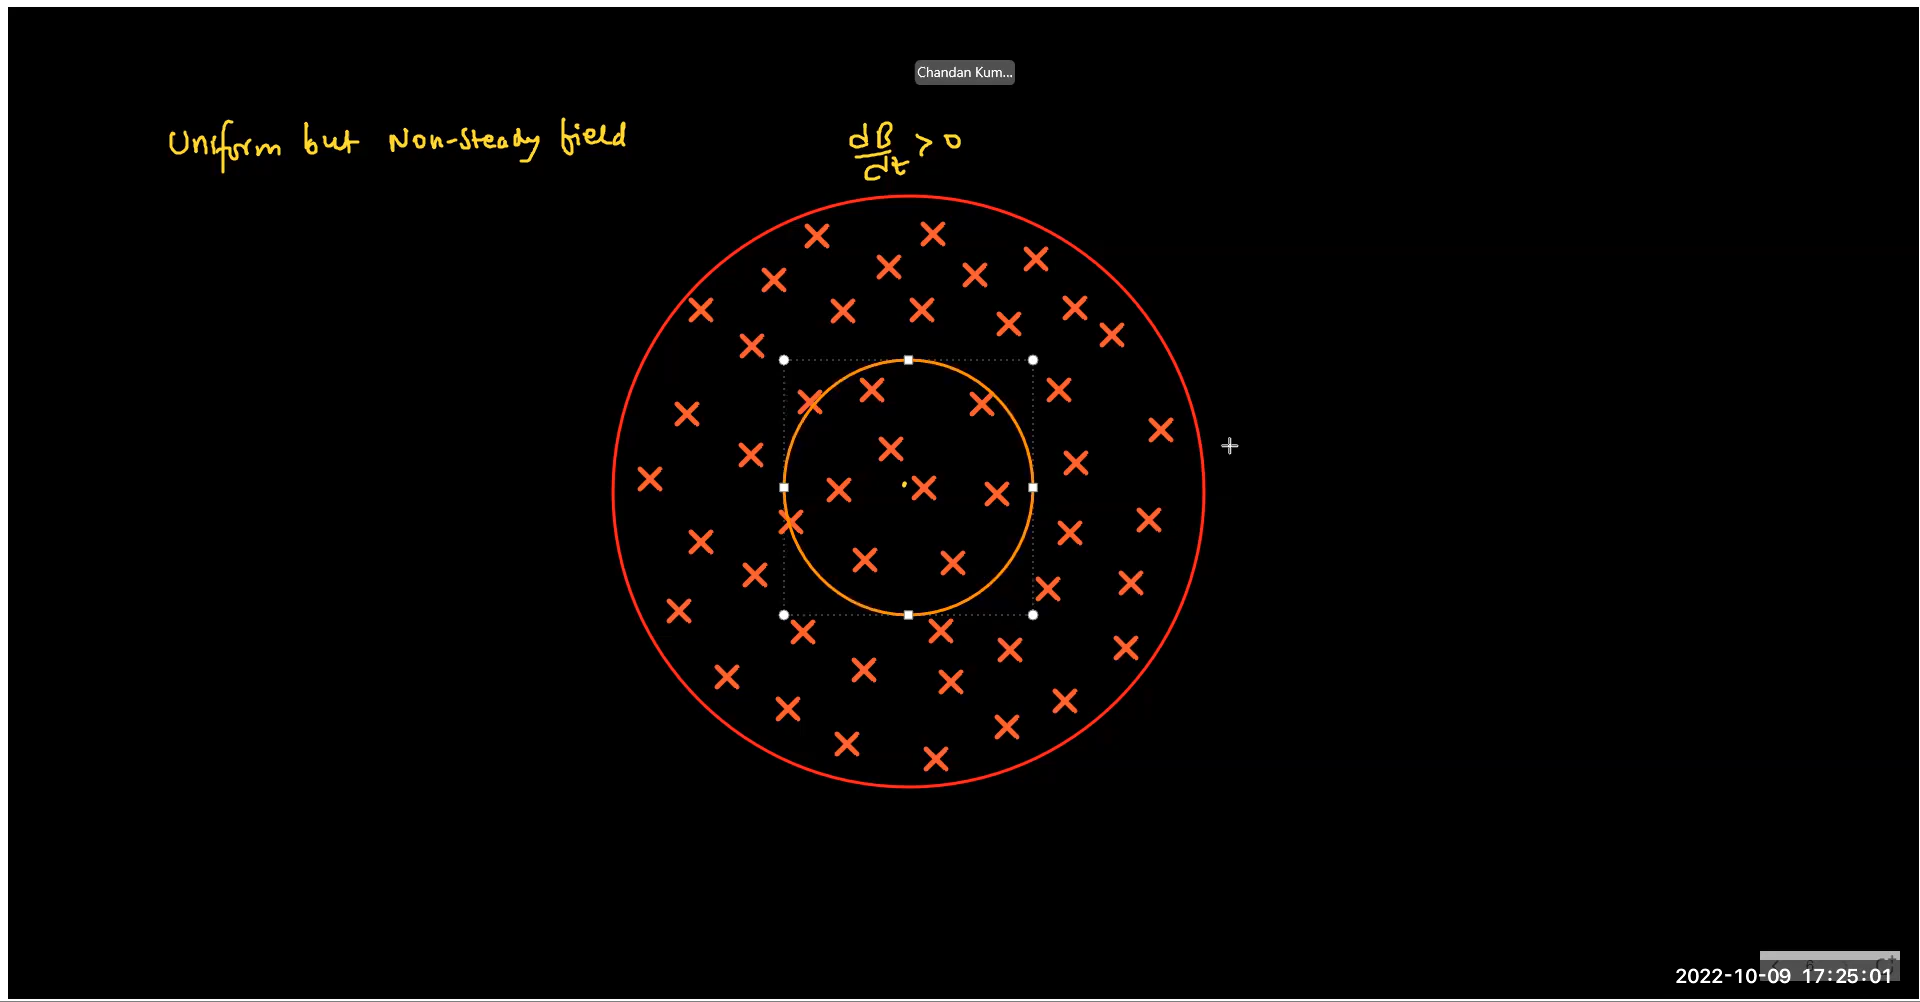 Chandan Kum...
Uniform but Non-steady field
dB/dt > 0
2022-10-09 17:25:01